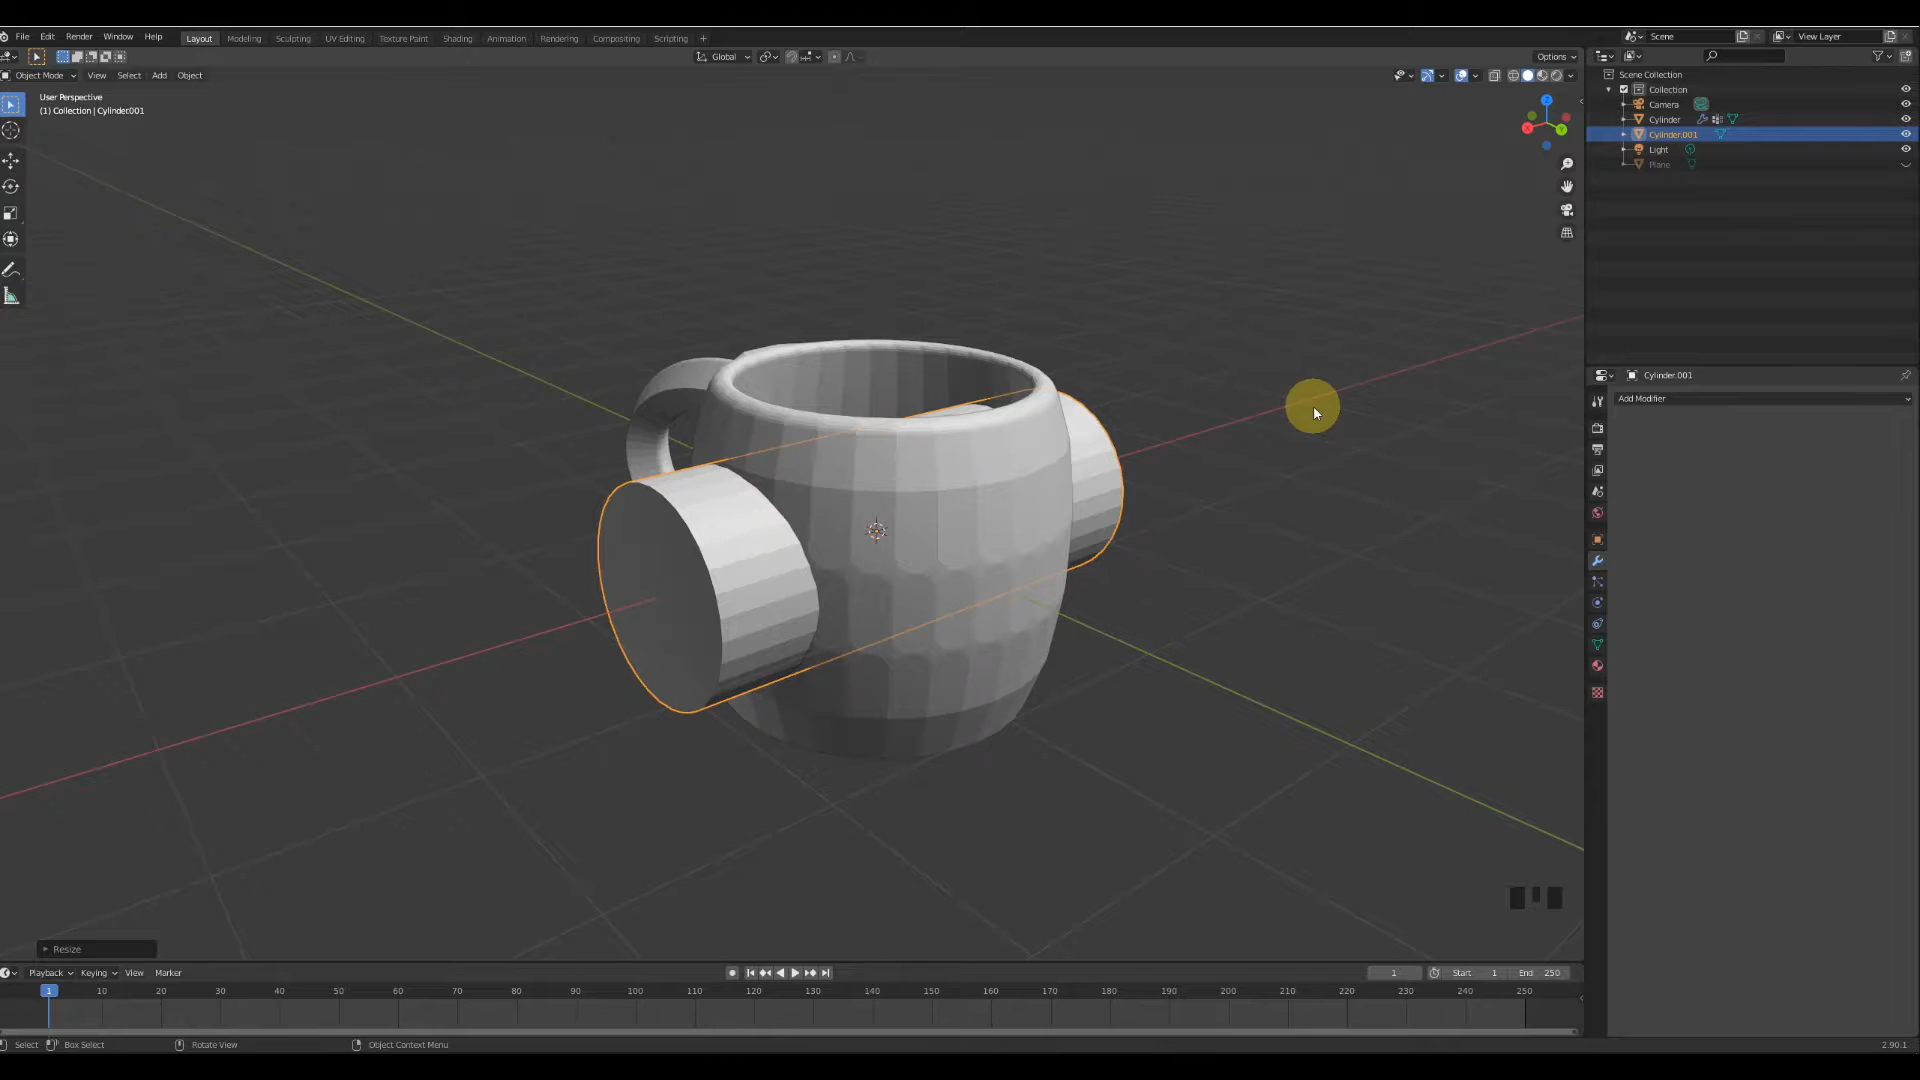 File Edit Render Window Help Layout Modeling Sculpting UV Editing Texture Paint Shading Animation Rendering Compositing Scripting + Scene View Layer
Global Options
Object Mode View Select Add Object
User Perspective
(1) Collection | Cylinder.001
Z
X
Y
Scene Collection
Collection
Camera
Cylinder
Cylinder.001
Light
Plane
Cylinder.001
Add Modifier
Resize
Playback Keying View Marker 1 Start 1 End 250
1 10 20 30 40 50 60 70 80 90 100 110 120 130 140 150 160 170 180 190 200 210 220 230 240 250
Select Box Select Rotate View Object Context Menu 2.90.1